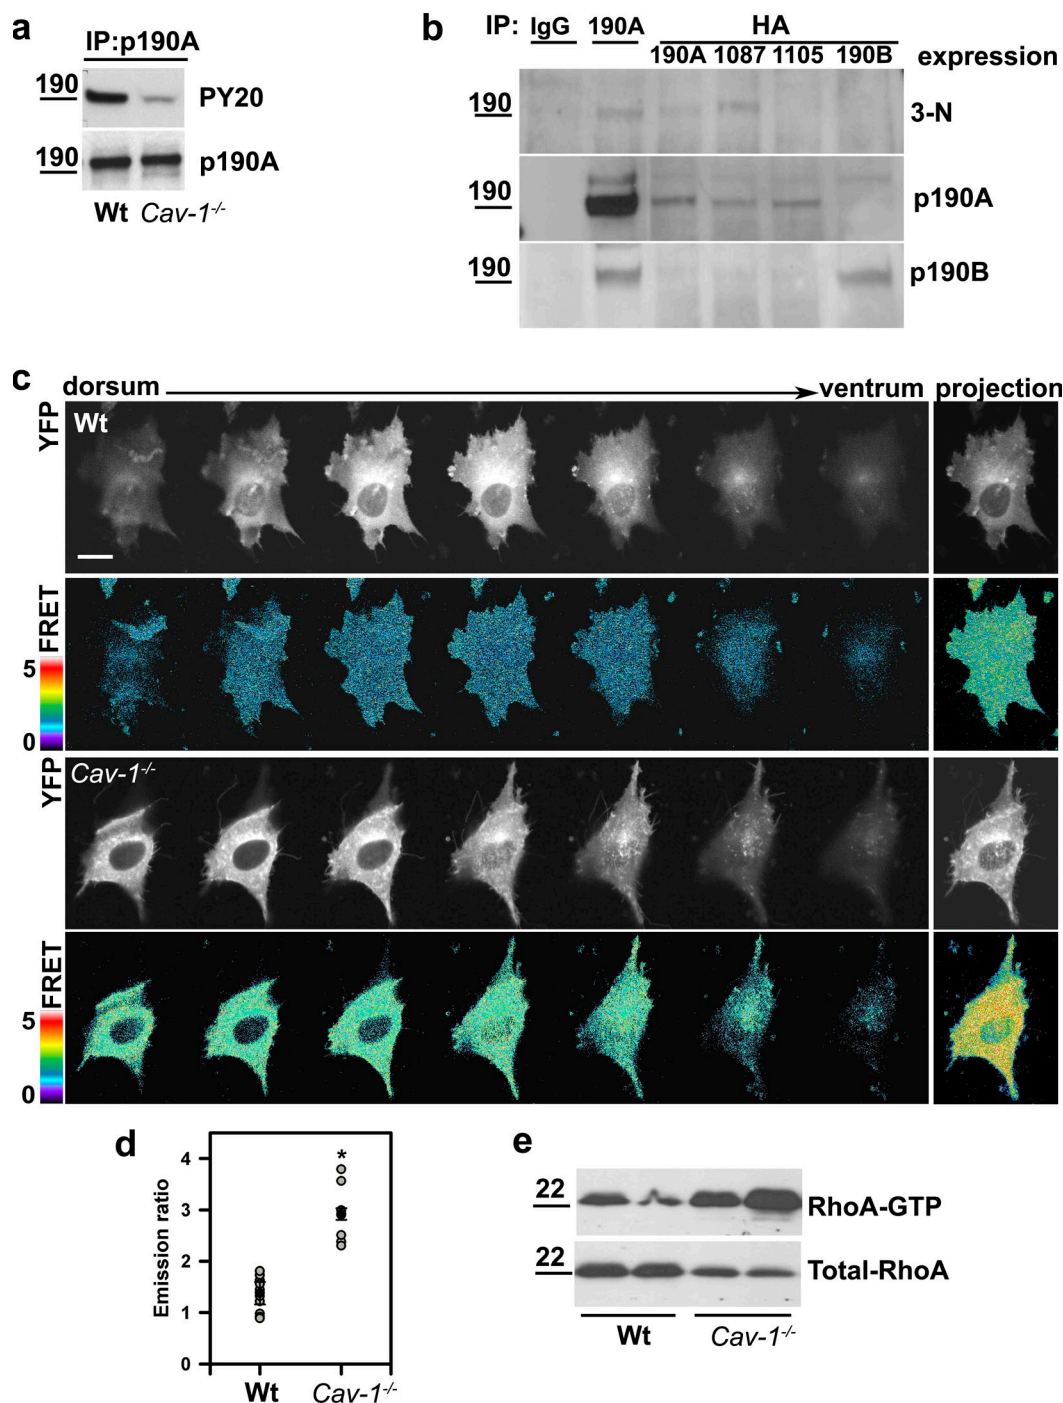 a
IP:p190A
190
PY20
190
p190A
Wt Cav-1-/-
b
IP: IgG 190A HA
190A 1087 1105 190B expression
190
3-N
190
p190A
190
p190B
c
dorsum ventrum projection
YFP
Wt
FRET
5
0
YFP
Cav-1-/-
FRET
5
0
d
Emission ratio
4
3
2
1
0
*
Wt Cav-1-/-
e
22
RhoA-GTP
22
Total-RhoA
Wt Cav-1-/-